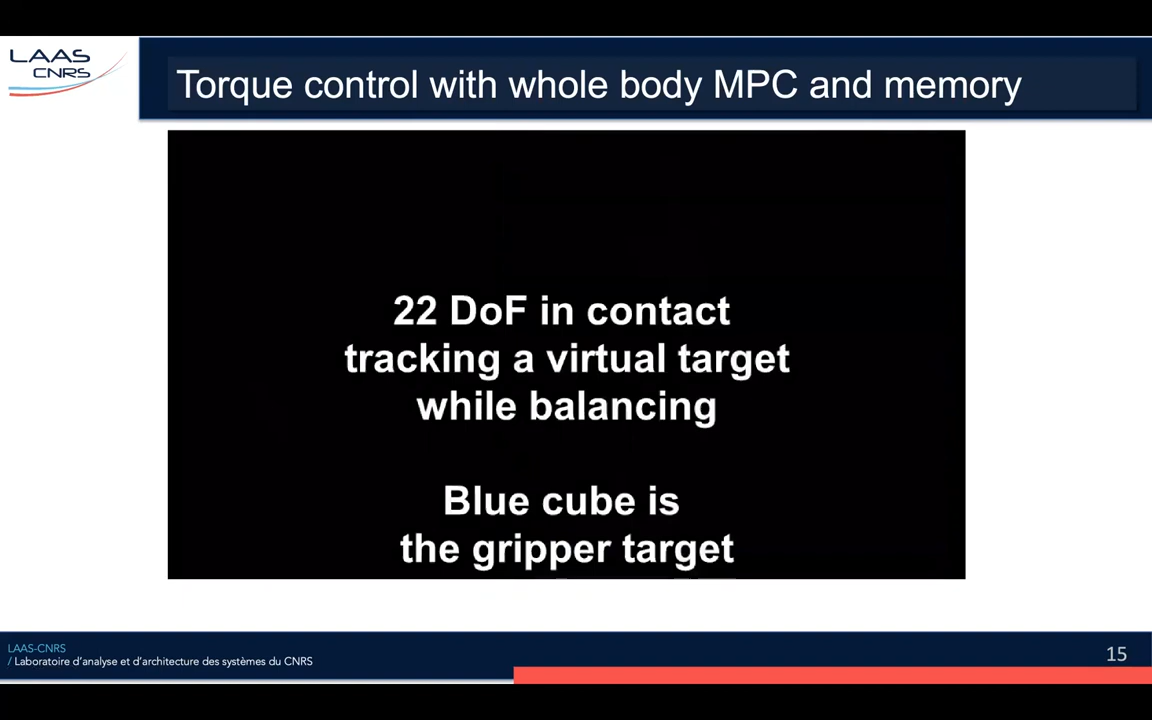 LAAS
CNRS
Torque control with whole body MPC and memory
22 DoF in contact
tracking a virtual target
while balancing
Blue cube is
the gripper target
LAAS-CNRS
/ Laboratoire d'analyse et d'architecture des systèmes du CNRS
15